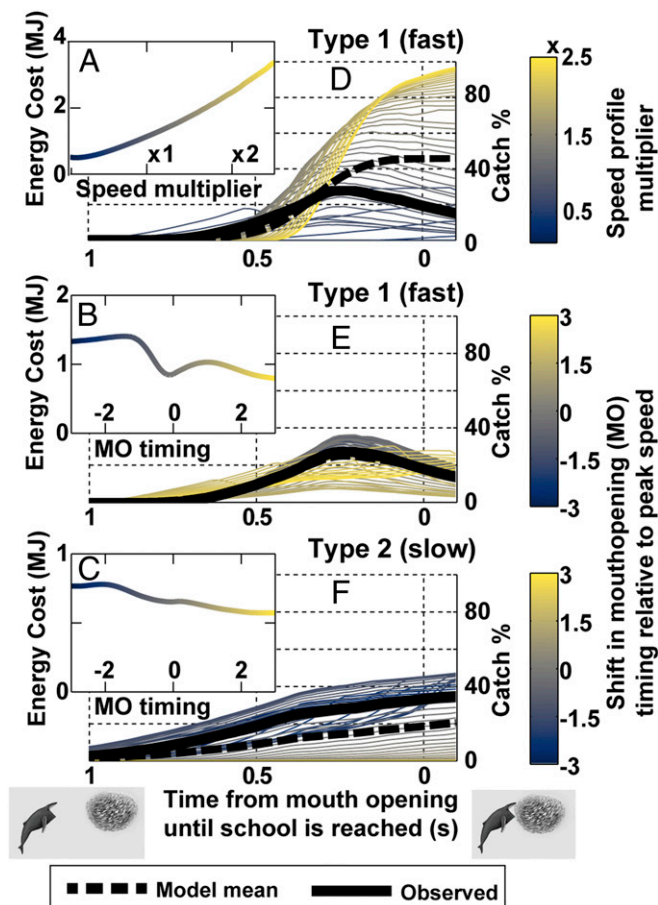 Type 1 (fast)
A
D
Energy Cost (MJ)
4
2
0
x1 x2
Speed multiplier
80
40
0
Catch %
1 0.5 0
x
2.5
1.5
0.5
Speed profile
multiplier
Type 1 (fast)
B
E
Energy Cost (MJ)
2
1
0
-2 0 2
MO timing
80
40
0
Catch %
1 0.5 0
3
1.5
0
-1.5
-3
Shift in mouthopening (MO)
timing relative to peak speed
Type 2 (slow)
C
F
Energy Cost (MJ)
1
0
-2 0 2
MO timing
80
40
0
Catch %
1 0.5 0
3
1.5
0
-1.5
-3
Time from mouth opening
until school is reached (s)
Model mean Observed